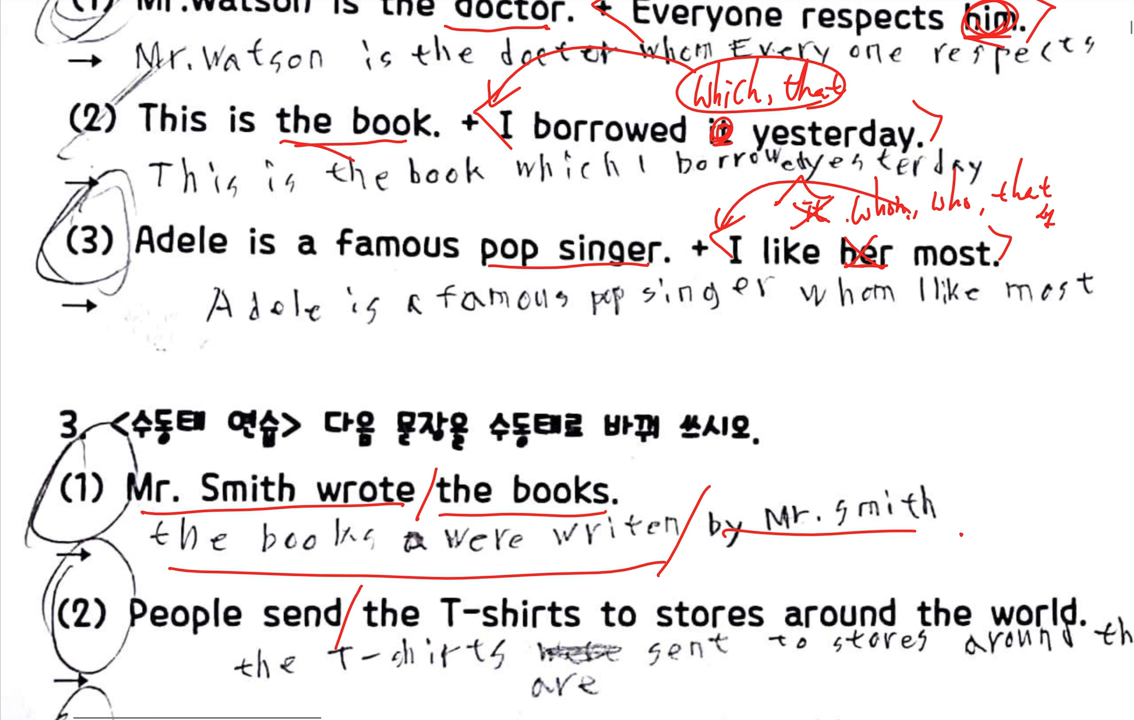 (1) Mr.Watson is the doctor. + Everyone respects him.
→ Mr.Watson is the doctor whom Every one respects
which, that
(2) This is the book. + I borrowed it yesterday.
→ This is the book which I borrowed yesterday
it. whom, who, that
(3) Adele is a famous pop singer. + I like her most.
→ Adele is a famous pop singer whom I like most
3. <수동태 연습> 다음 문장을 수동태로 바꿔 쓰시오.
(1) Mr. Smith wrote / the books.
→ the books were writen / by Mr. smith.
(2) People send / the T-shirts to stores around the world.
→ the T-shirts sent to stores around th
are